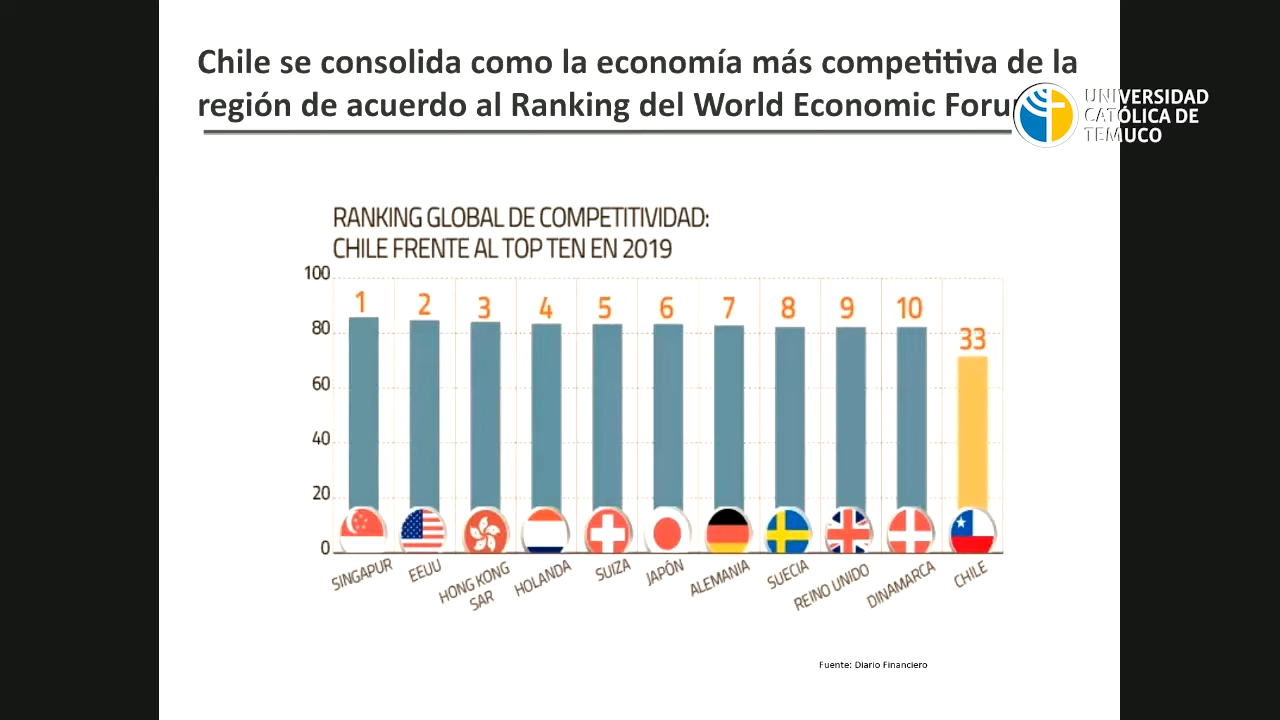 Chile se consolida como la economía más competitiva de la
región de acuerdo al Ranking del World Economic
UNIVERSIDAD
CATÓLICA DE
TEMUCO
RANKING GLOBAL DE COMPETITIVIDAD:
CHILE FRENTE AL TOP TEN EN 2019
100
80
60
40
20
0
1 2 3 4 5 6 7 8 9 10 33
SINGAPUR
EEUU
HONG KONG
SAR
HOLANDA
SUIZA
JAPÓN
ALEMANIA
SUECIA
REINO UNIDO
DINAMARCA
CHILE
Fuente: Diario Financiero